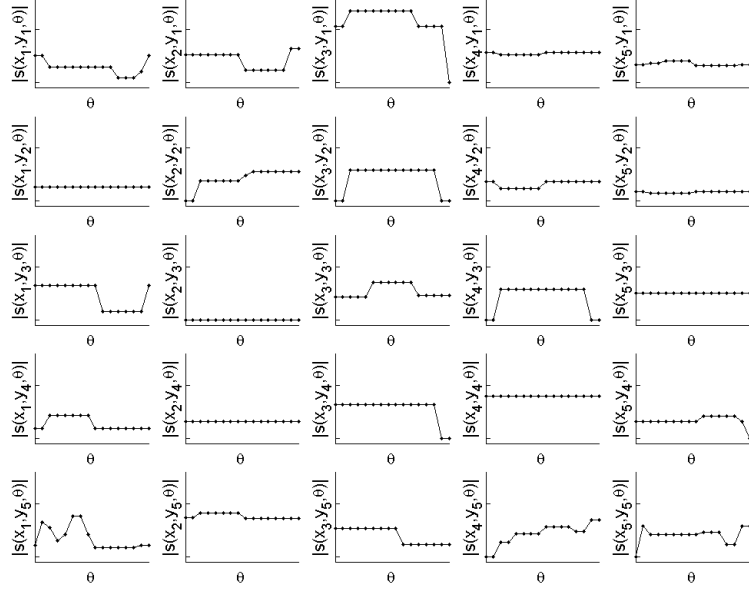 |s(x1,y1,θ)| |s(x2,y1,θ)| |s(x3,y1,θ)| |s(x4,y1,θ)| |s(x5,y1,θ)|
θ θ θ θ θ
|s(x1,y2,θ)| |s(x2,y2,θ)| |s(x3,y2,θ)| |s(x4,y2,θ)| |s(x5,y2,θ)|
θ θ θ θ θ
|s(x1,y3,θ)| |s(x2,y3,θ)| |s(x3,y3,θ)| |s(x4,y3,θ)| |s(x5,y3,θ)|
θ θ θ θ θ
|s(x1,y4,θ)| |s(x2,y4,θ)| |s(x3,y4,θ)| |s(x4,y4,θ)| |s(x5,y4,θ)|
θ θ θ θ θ
|s(x1,y5,θ)| |s(x2,y5,θ)| |s(x3,y5,θ)| |s(x4,y5,θ)| |s(x5,y5,θ)|
θ θ θ θ θ